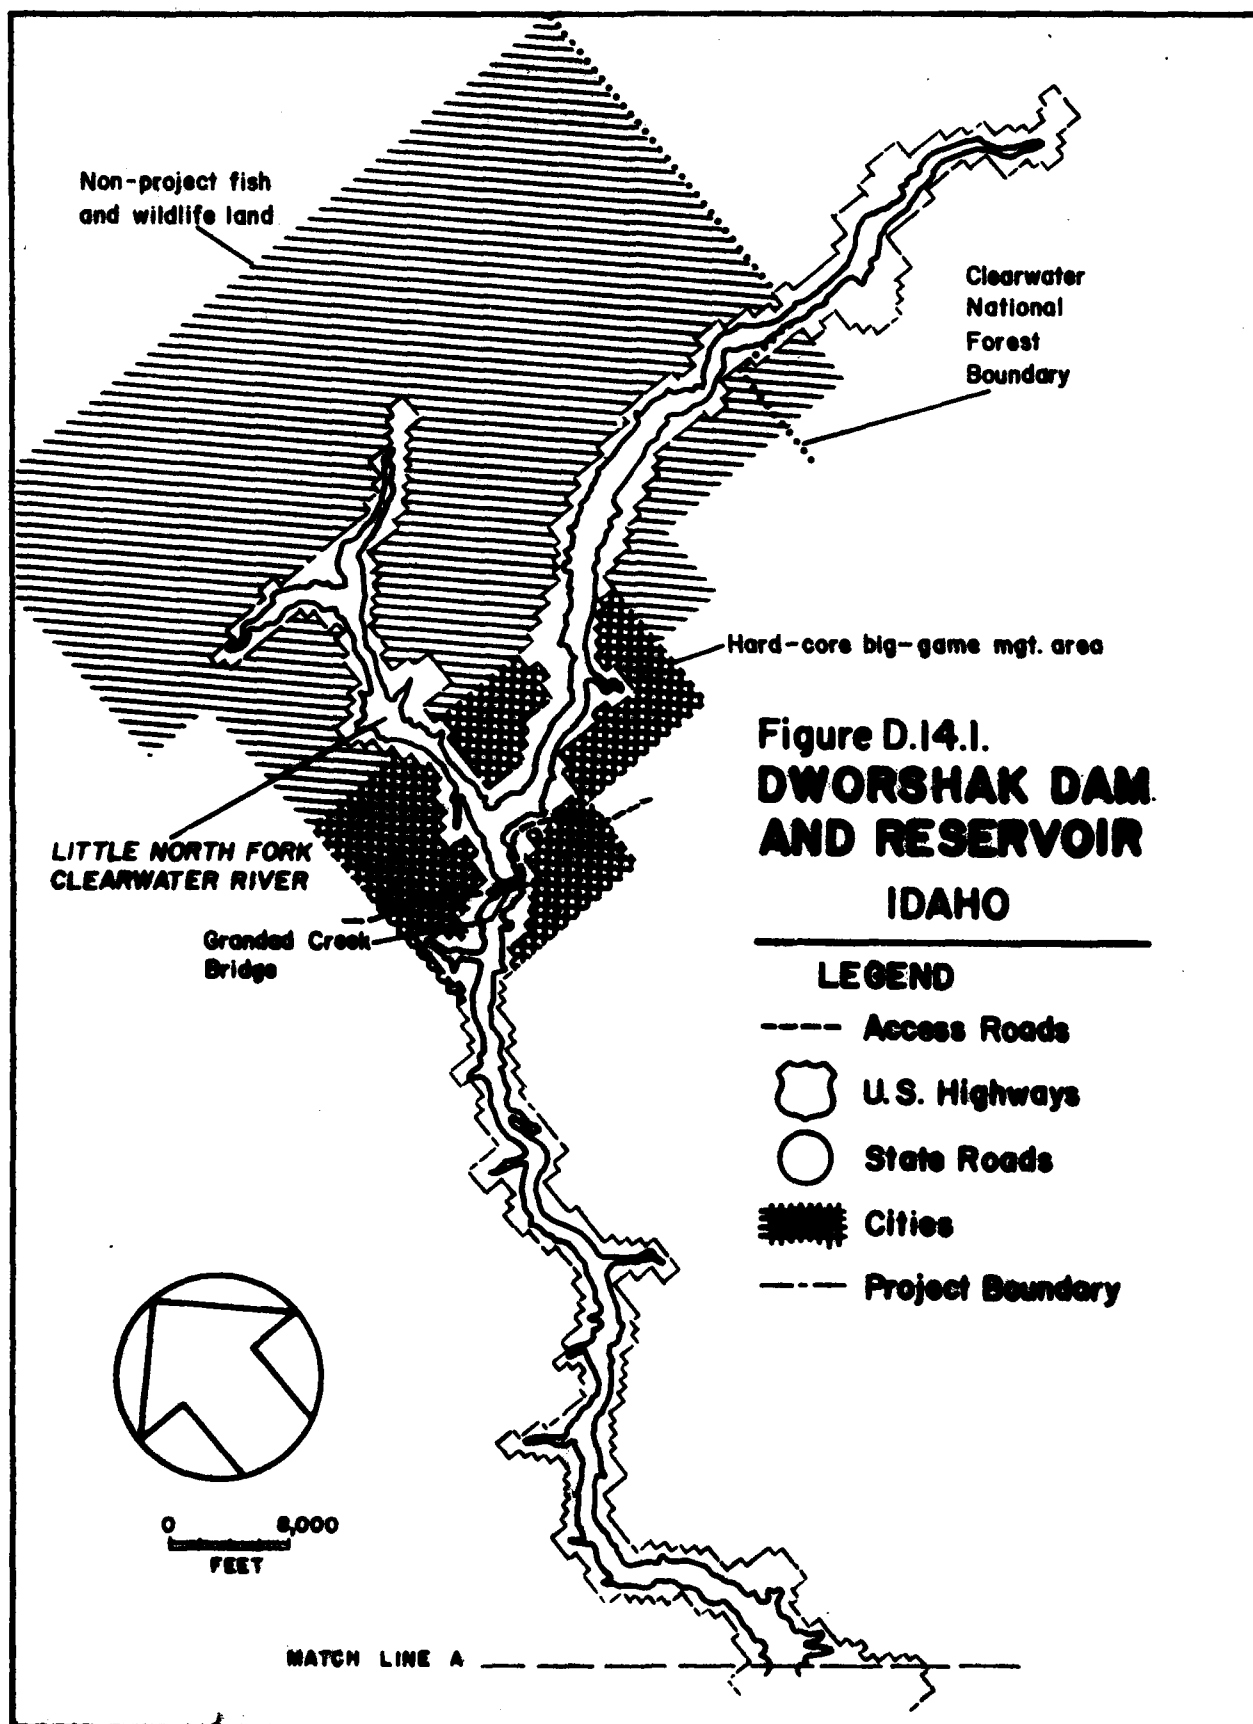 Non-project fish
and wildlife land
Clearwater
National
Forest
Boundary
Hard-core big-game mgt. area
Figure D.14.1.
DWORSHAK DAM
AND RESERVOIR
IDAHO
LITTLE NORTH FORK
CLEARWATER RIVER
Grandad Creek
Bridge
LEGEND
Access Roads
U.S. Highways
State Roads
Cities
Project Boundary
0 8,000
FEET
MATCH LINE A